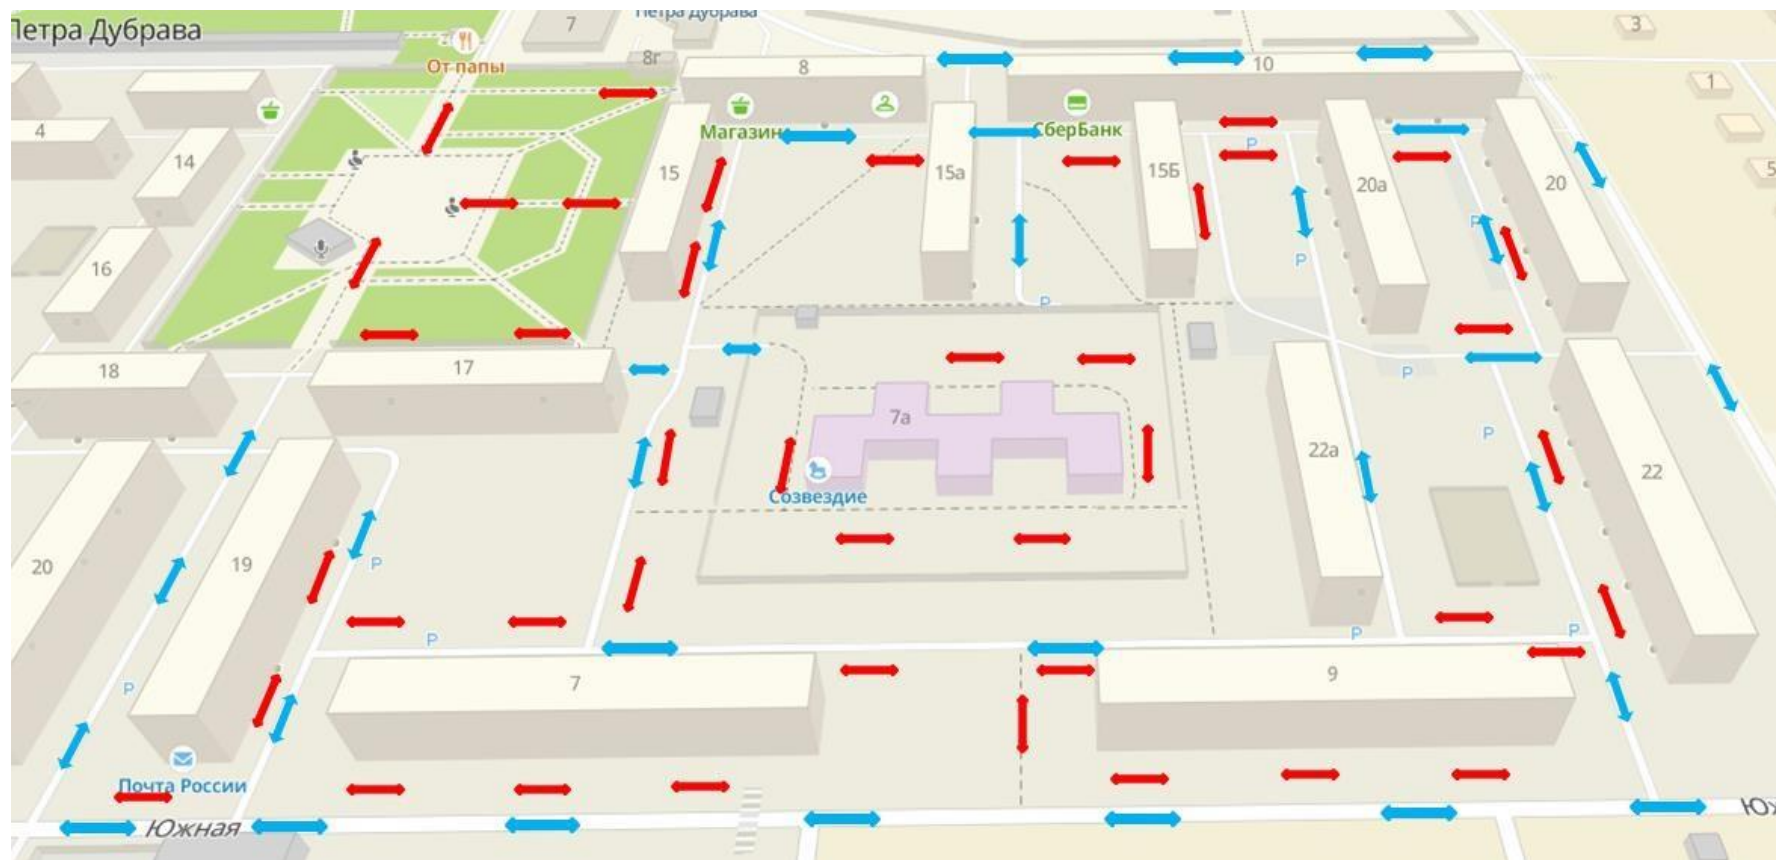 Петра Дубрава
7
Петра Дубрава
3
8г
8
10
От папы
1
4
Магазин
СберБанк
P
14
15
15а
15Б
20а
20
5
P
16
P
P
18
17
P
7а
P
22а
22
Созвездие
20
19
P
P
P
P
P
7
9
Почта России
Южная
Юж